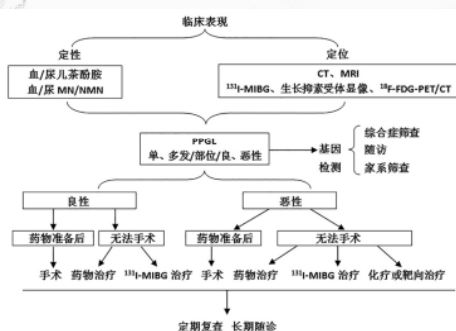 临床表现
定性
定位
血/尿儿茶酚胺
血/尿 MN/NMN
CT、MRI
¹³¹I-MIBG、生长抑素受体显像、¹⁸F-FDG-PET/CT
PPGL
单、多发/部位/良、恶性
基因
检测
综合症筛查
随访
家系筛查
良性
恶性
药物准备后
无法手术
药物准备后
无法手术
手术
药物治疗
¹³¹I-MIBG 治疗
手术
药物治疗
¹³¹I-MIBG 治疗
化疗或靶向治疗
定期复查 长期随诊